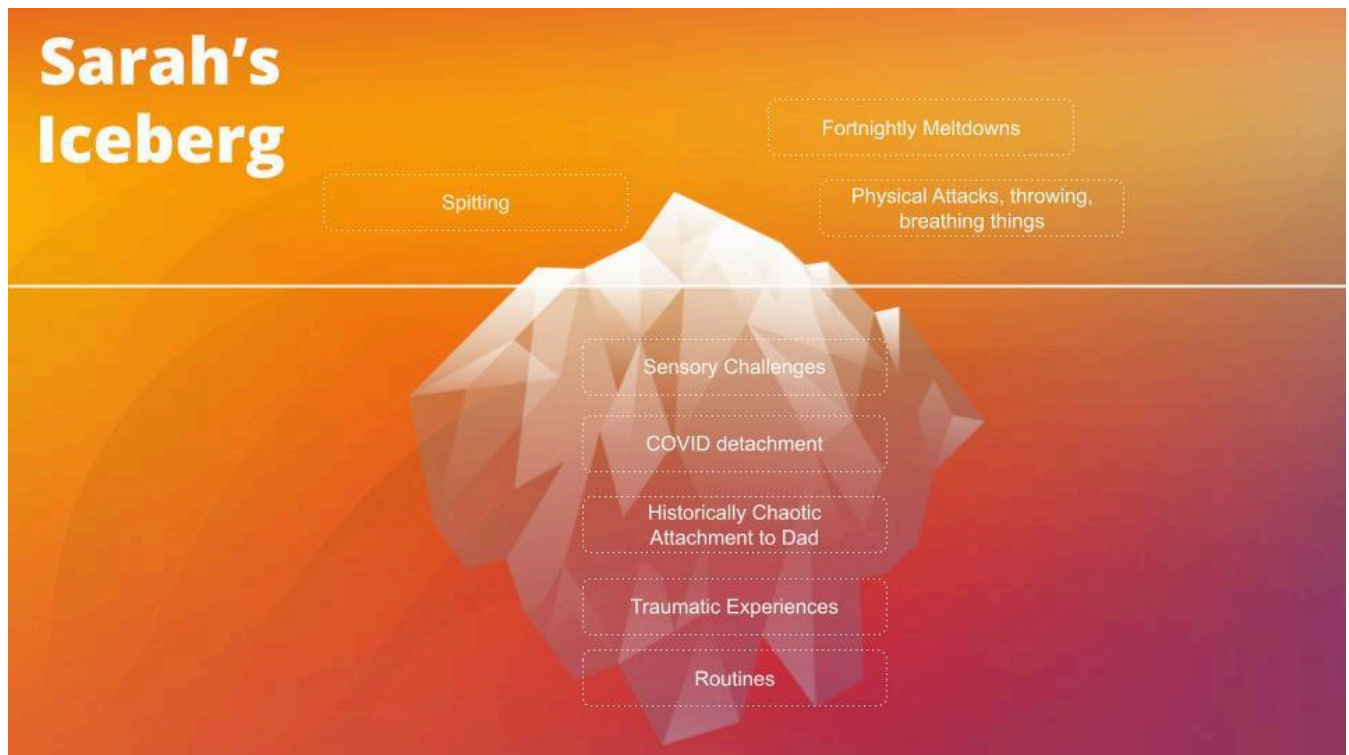 Sarah's
Iceberg
Fortnightly Meltdowns
Spitting
Physical Attacks, throwing,
breathing things
Sensory Challenges
COVID detachment
Historically Chaotic
Attachment to Dad
Traumatic Experiences
Routines